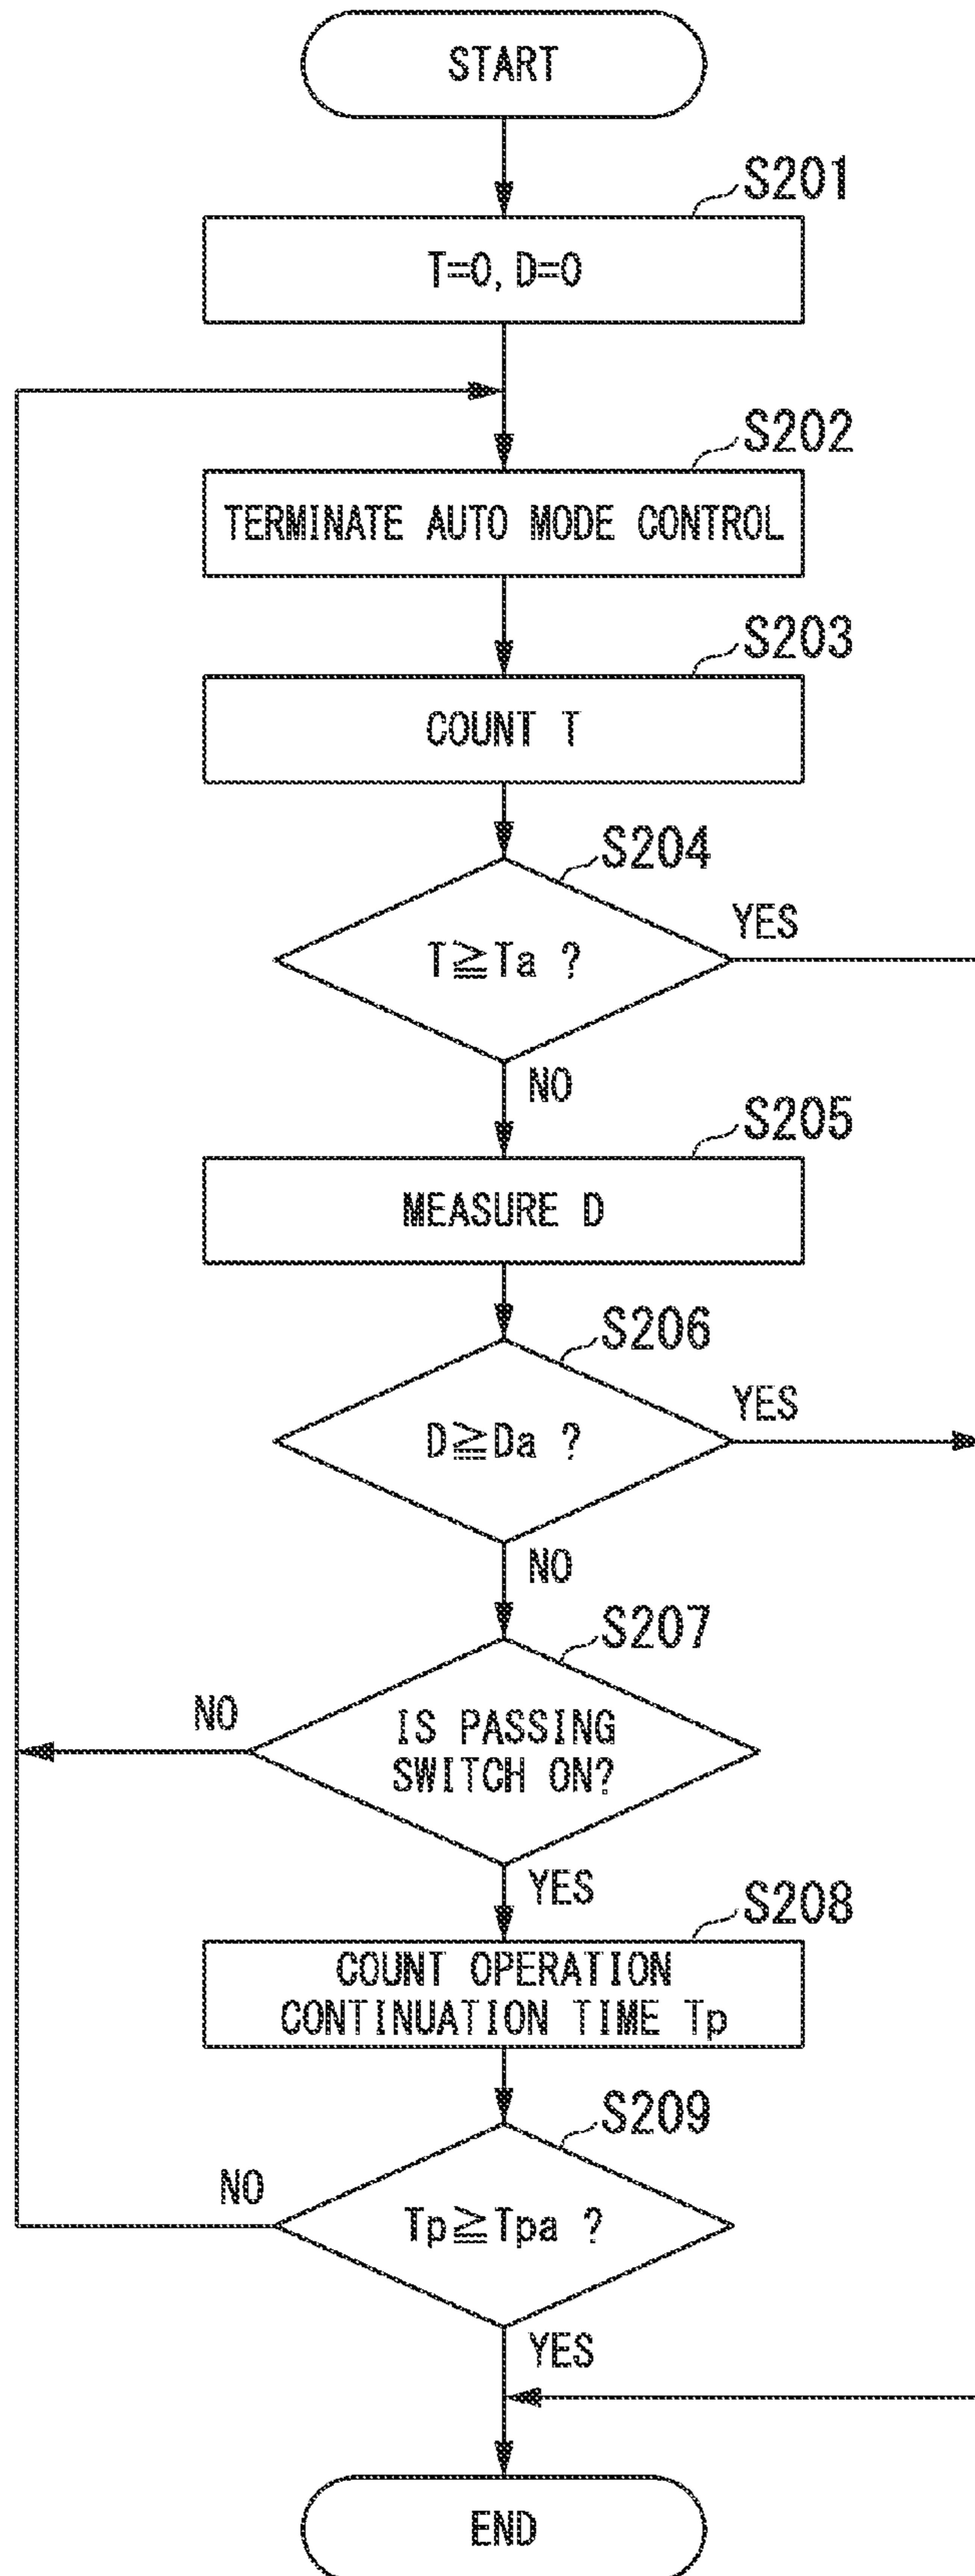 START
S201
T=0, D=0
S202
TERMINATE AUTO MODE CONTROL
S203
COUNT T
S204
T≧Ta ?
YES
NO
S205
MEASURE D
S206
D≧Da ?
YES
NO
S207
IS PASSING
SWITCH ON?
NO
YES
S208
COUNT OPERATION
CONTINUATION TIME Tp
S209
Tp≧Tpa ?
NO
YES
END